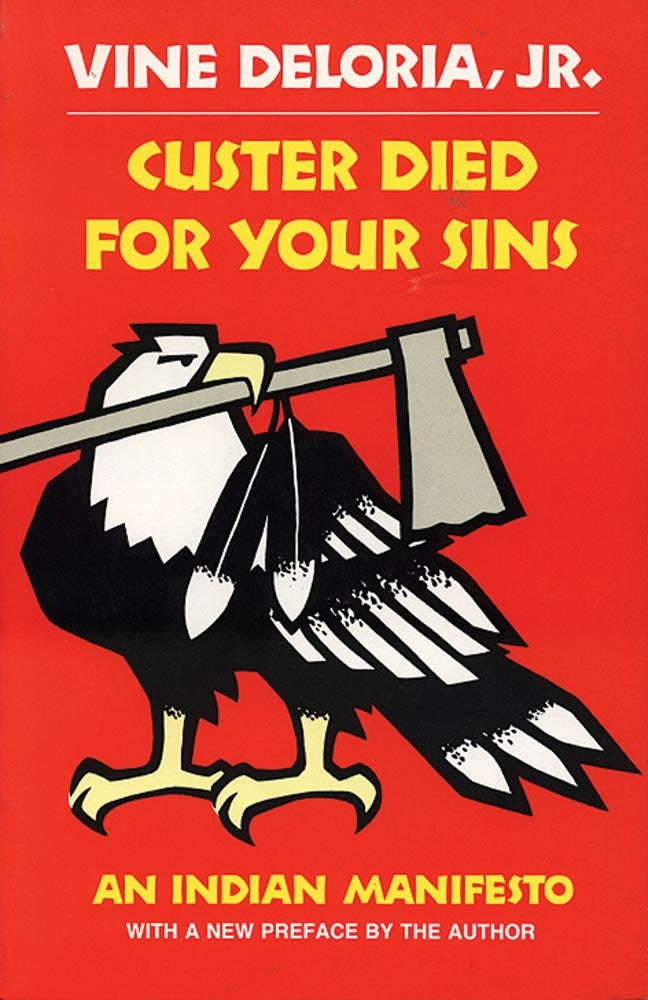 VINE DELORIA, JR.
CUSTER DIED
FOR YOUR SINS
AN INDIAN MANIFESTO
WITH A NEW PREFACE BY THE AUTHOR